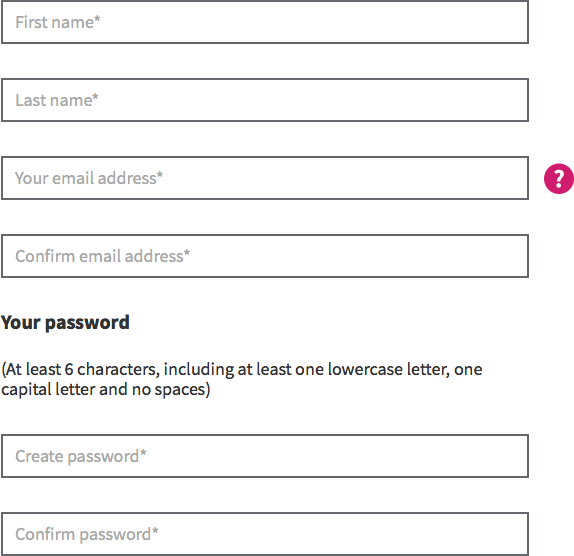 First name*
Last name*
Your email address*
?
Confirm email address*
Your password
(At least 6 characters, including at least one lowercase letter, one
capital letter and no spaces)
Create password*
Confirm password*